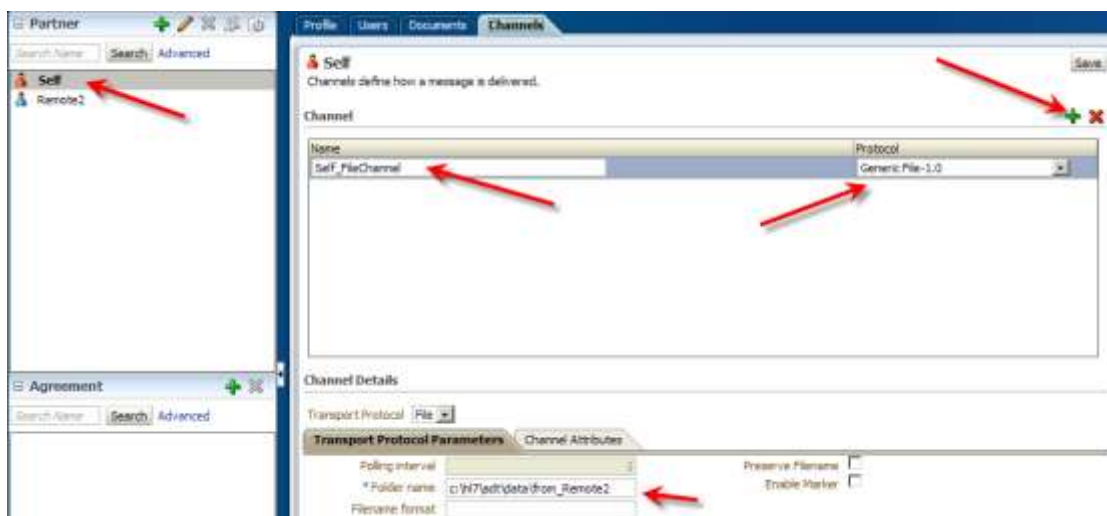 Partner
Search Name Search Advanced
Self
Remote2
Agreement
Search Name Search Advanced
Profile Users Documents Channels
Self
Save
Channels define how a message is delivered.
Channel
Name Protocol
Self_FileChannel Generic File-1.0
Channel Details
Transport Protocol File
Transport Protocol Parameters Channel Attributes
Polling interval Preserve Filename
* Folder name c:\hl7\adt\data\from_Remote2 Enable Marker
Filename format